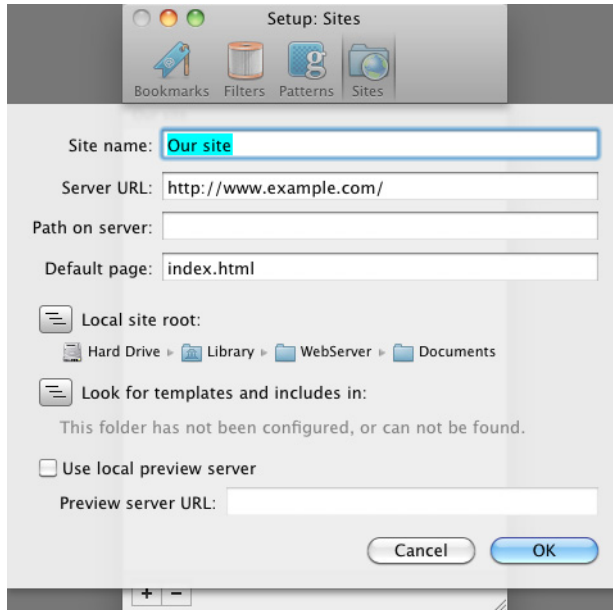 Setup: Sites
Bookmarks Filters Patterns Sites
Site name: Our site
Server URL: http://www.example.com/
Path on server:
Default page: index.html
Local site root:
Hard Drive Library WebServer Documents
Look for templates and includes in:
This folder has not been configured, or can not be found.
Use local preview server
Preview server URL:
Cancel OK
+ −